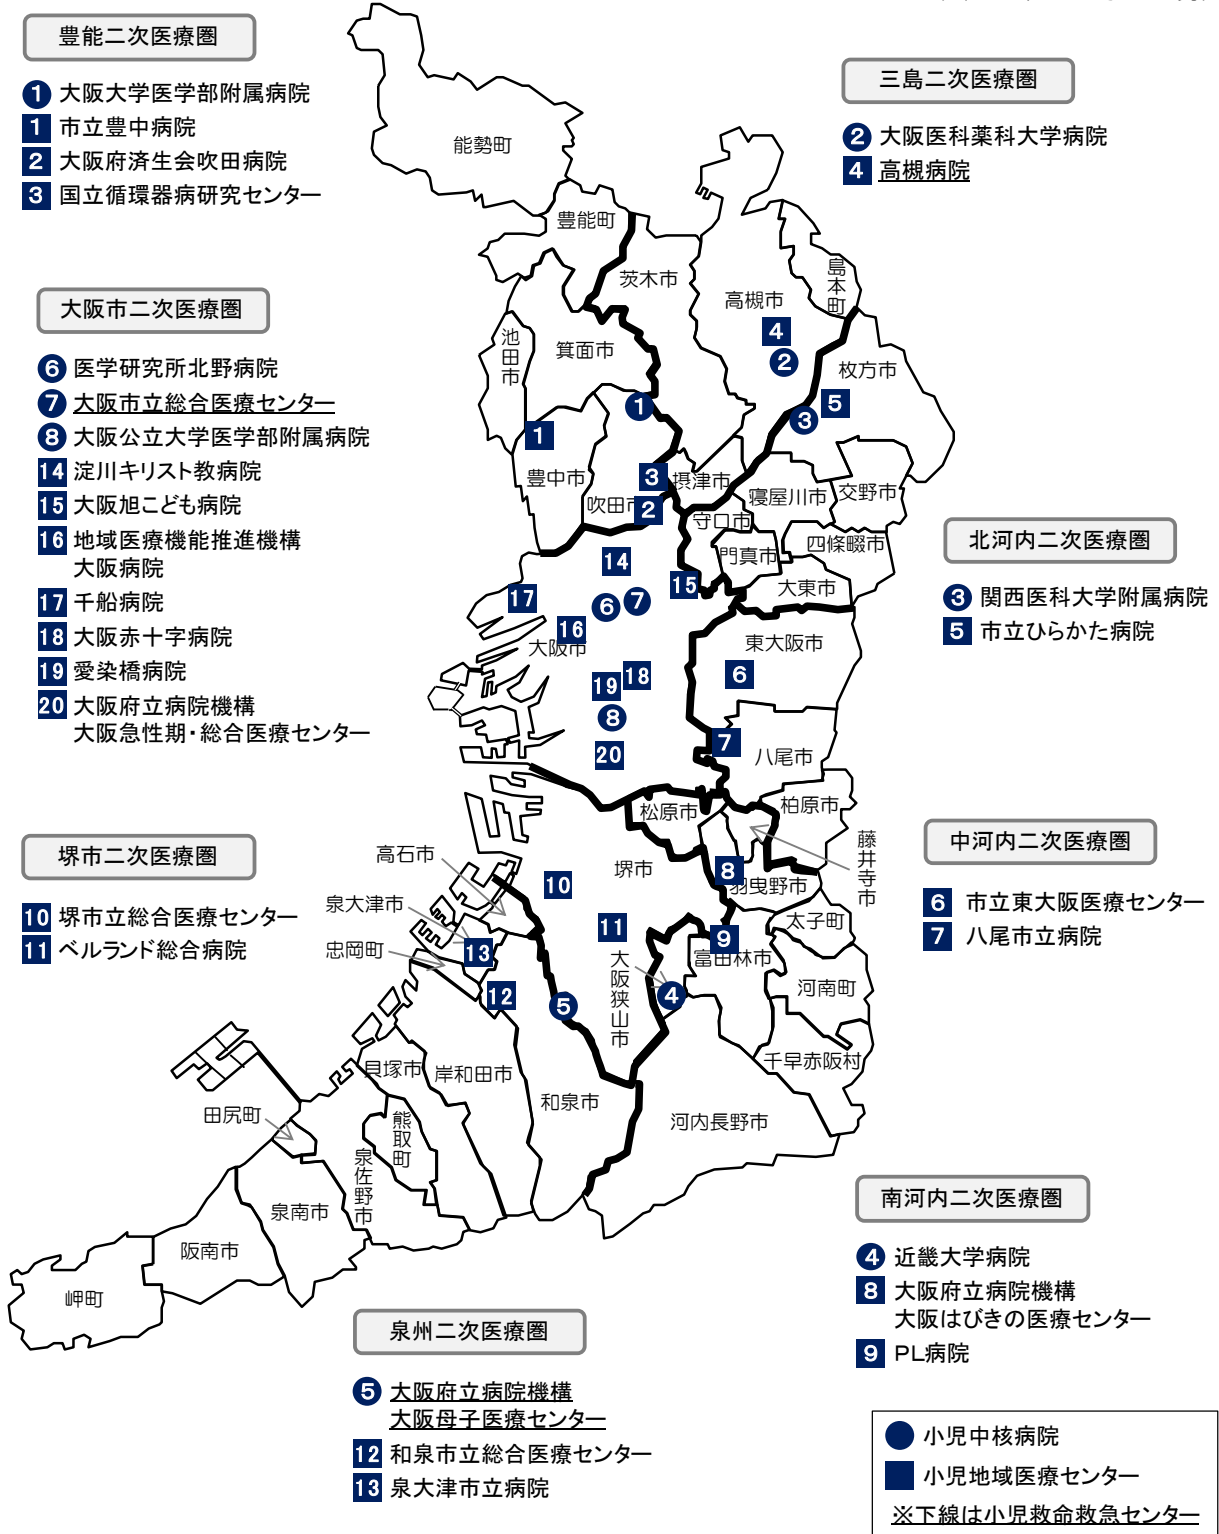 豊能二次医療圏
1 大阪大学医学部附属病院
1 市立豊中病院
2 大阪府済生会吹田病院
3 国立循環器病研究センター
三島二次医療圏
2 大阪医科薬科大学病院
4 高槻病院
大阪市二次医療圏
6 医学研究所北野病院
7 大阪市立総合医療センター
8 大阪公立大学医学部附属病院
14 淀川キリスト教病院
15 大阪旭こども病院
16 地域医療機能推進機構
大阪病院
17 千船病院
18 大阪赤十字病院
19 愛染橋病院
20 大阪府立病院機構
大阪急性期・総合医療センター
北河内二次医療圏
3 関西医科大学附属病院
5 市立ひらかた病院
堺市二次医療圏
10 堺市立総合医療センター
11 ベルランド総合病院
中河内二次医療圏
6 市立東大阪医療センター
7 八尾市立病院
南河内二次医療圏
4 近畿大学病院
8 大阪府立病院機構
大阪はびきの医療センター
9 PL病院
泉州二次医療圏
5 大阪府立病院機構
大阪母子医療センター
12 和泉市立総合医療センター
13 泉大津市立病院
小児中核病院
小児地域医療センター
※下線は小児救命救急センター
能勢町
豊能町
茨木市
高槻市
島本町
池田市
箕面市
枚方市
4
2
5
3
1
1
豊中市
吹田市
3
2
摂津市
寝屋川市
交野市
守口市
門真市
四條畷市
大東市
14
15
17
6
7
16
大阪市
東大阪市
6
18
19
8
20
7
八尾市
松原市
柏原市
藤井寺市
高石市
堺市
8
羽曳野市
10
泉大津市
太子町
11
9
富田林市
13
忠岡町
大阪狭山市
河南町
12
5
4
千早赤阪村
貝塚市
岸和田市
和泉市
河内長野市
田尻町
熊取町
泉佐野市
泉南市
阪南市
岬町